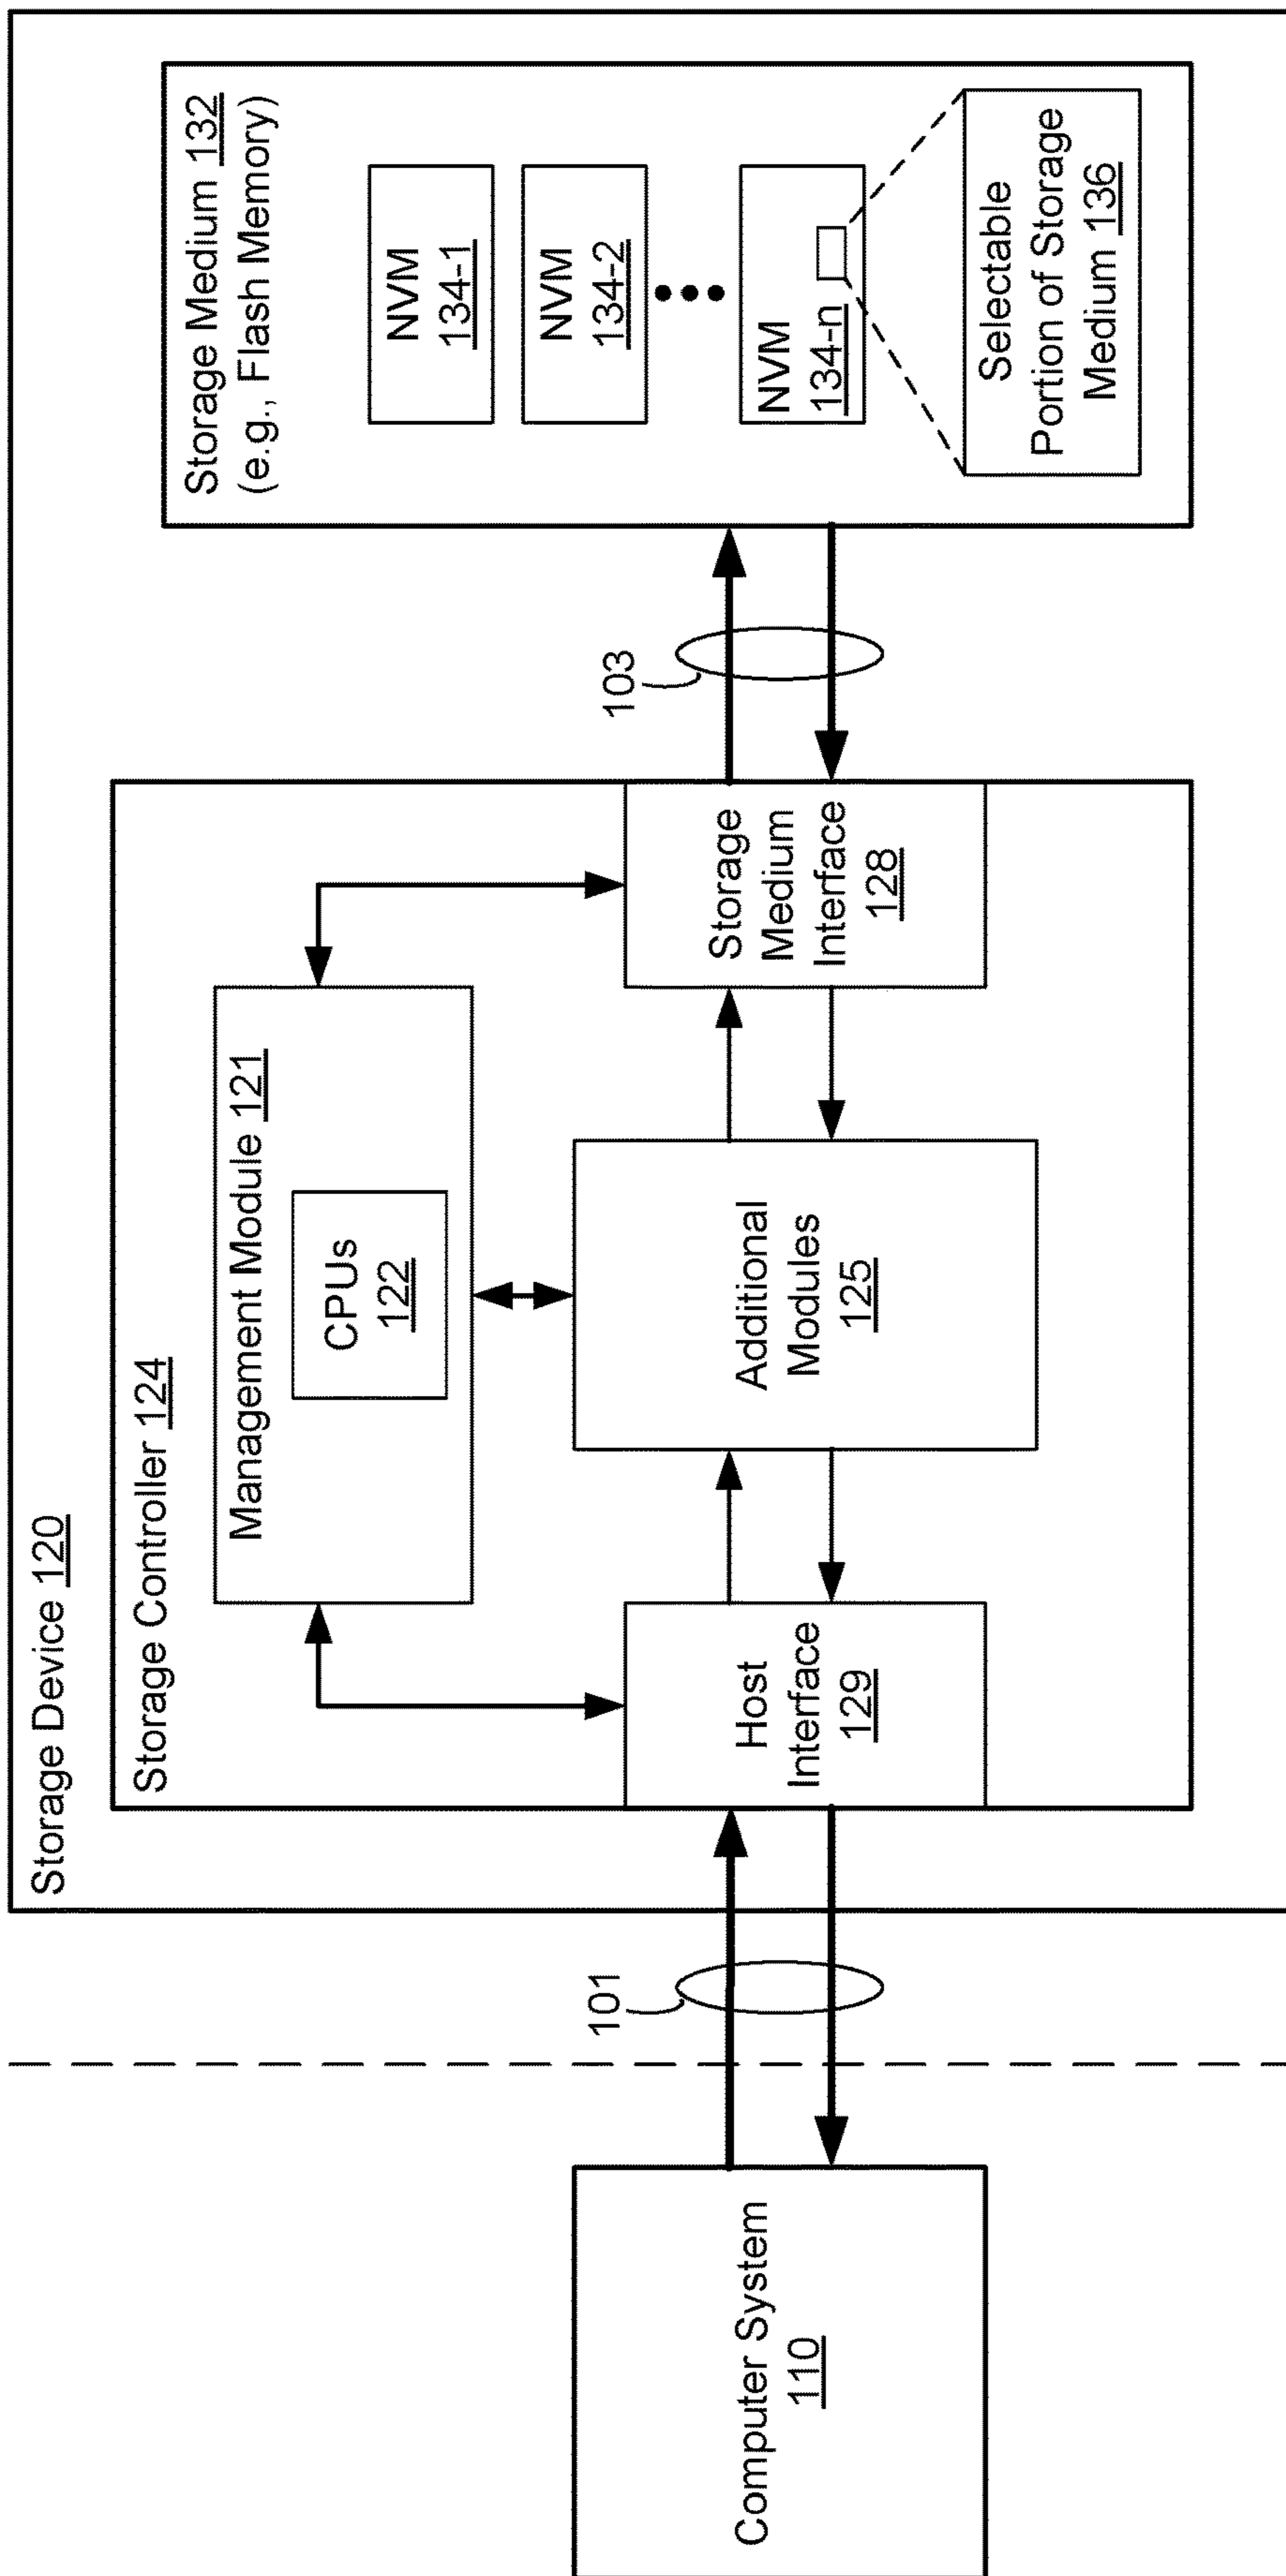 Storage Device 120
Storage Controller 124
Management Module 121
CPUs
122
Storage Medium 132
(e.g., Flash Memory)
NVM
134-1
NVM
134-2
NVM
134-n
Selectable
Portion of Storage
Medium 136
101
103
Computer System
110
Host
Interface
129
Additional
Modules
125
Storage
Medium
Interface
128